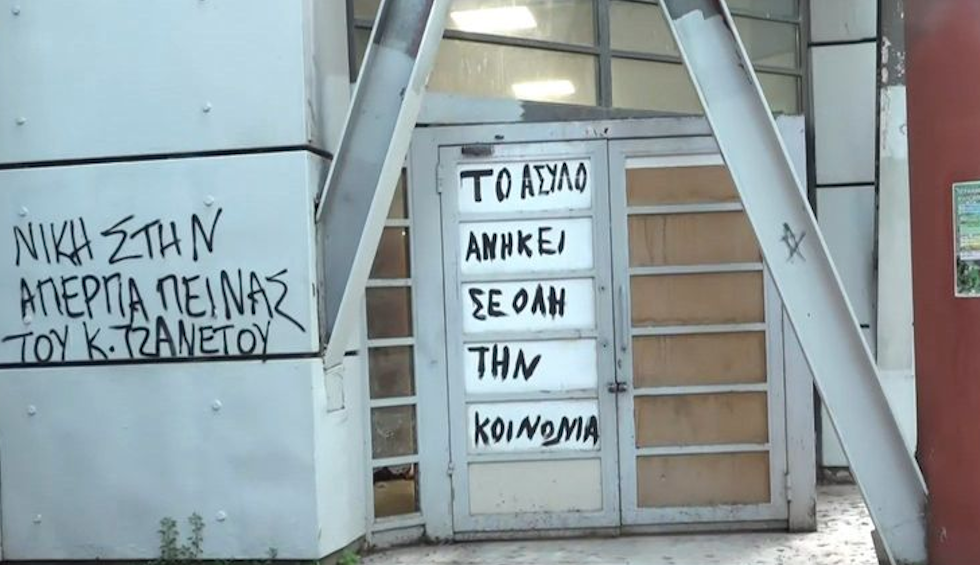 ΝΙΚΗ ΣΤΗΝ
ΑΠΕΡΓΙΑ ΠΕΙΝΑΣ
ΤΟΥ Κ. ΤΖΑΝΕΤΟΥ
ΤΟ ΑΣΥΛΟ
ΑΝΗΚΕΙ
ΣΕ ΟΛΗ
ΤΗΝ
ΚΟΙΝΩΝΙΑ